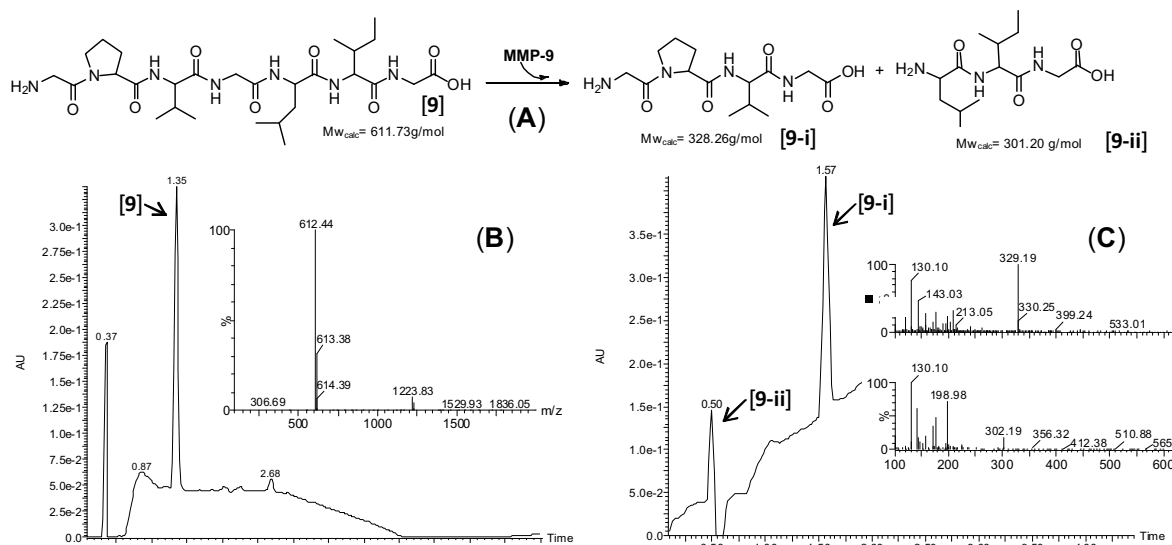 H₂N
O
N
O
H
N
O
N
H
O
H
N
O
N
H
O
H
N
O
OH
[9]
Mw_calc= 611.73g/mol
MMP-9
(A)
H₂N
O
N
O
H
N
O
N
H
O
OH
Mw_calc= 328.26g/mol [9-i]
+
H₂N
O
H
N
O
N
H
O
OH
Mw_calc= 301.20 g/mol [9-ii]
[9]
1.35
(B)
0.37
0.87
2.68
AU
3.0e-1
2.75e-1
2.5e-1
2.25e-1
2.0e-1
1.75e-1
1.5e-1
1.25e-1
1.0e-1
7.5e-2
5.0e-2
2.5e-2
0.0
Time
100
%
0
612.44
613.38
614.39
306.69
1223.83
1529.93
1836.05
m/z
500
1000
1500
1.57
[9-i]
(C)
[9-ii]
0.50
AU
3.5e-1
3.0e-1
2.5e-1
2.0e-1
1.5e-1
1.0e-1
5.0e-2
0.0
Time
100
0
130.10
143.03
213.05
329.19
330.25
399.24
533.01
100
%
0
130.10
198.98
302.19
356.32
412.38
510.88
565
100
200
300
400
500
600